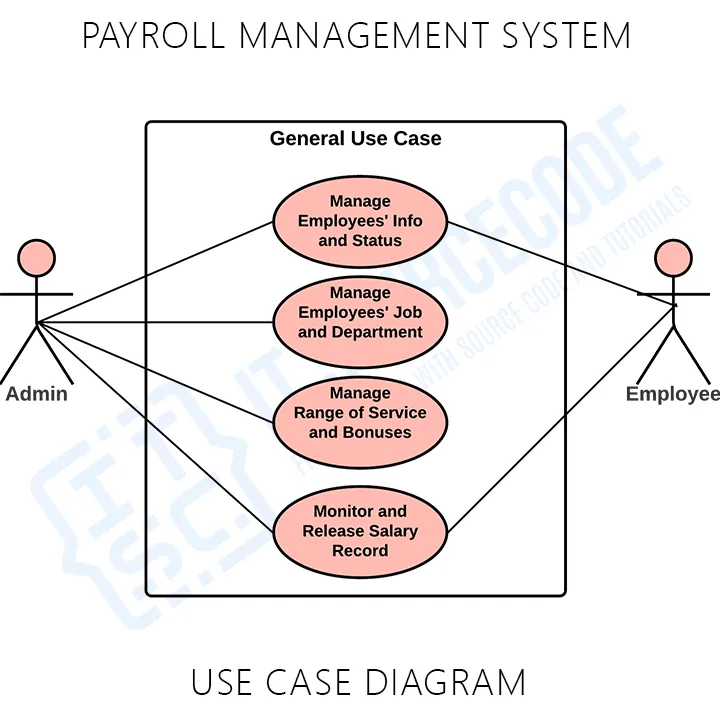 PAYROLL MANAGEMENT SYSTEM
General Use Case
Manage
Employees' Info
and Status
Manage
Employees' Job
and Department
Manage
Range of Service
and Bonuses
Monitor and
Release Salary
Record
Admin
Employee
USE CASE DIAGRAM